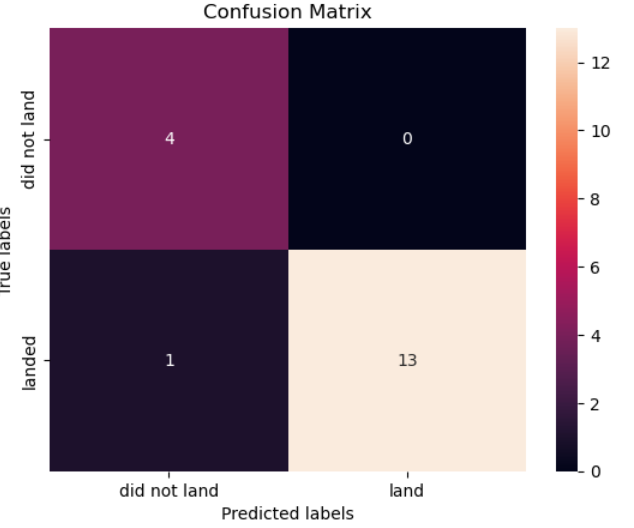 Confusion Matrix
did not land
4
0
12
10
8
6
4
2
0
True labels
landed
1
13
did not land
land
Predicted labels